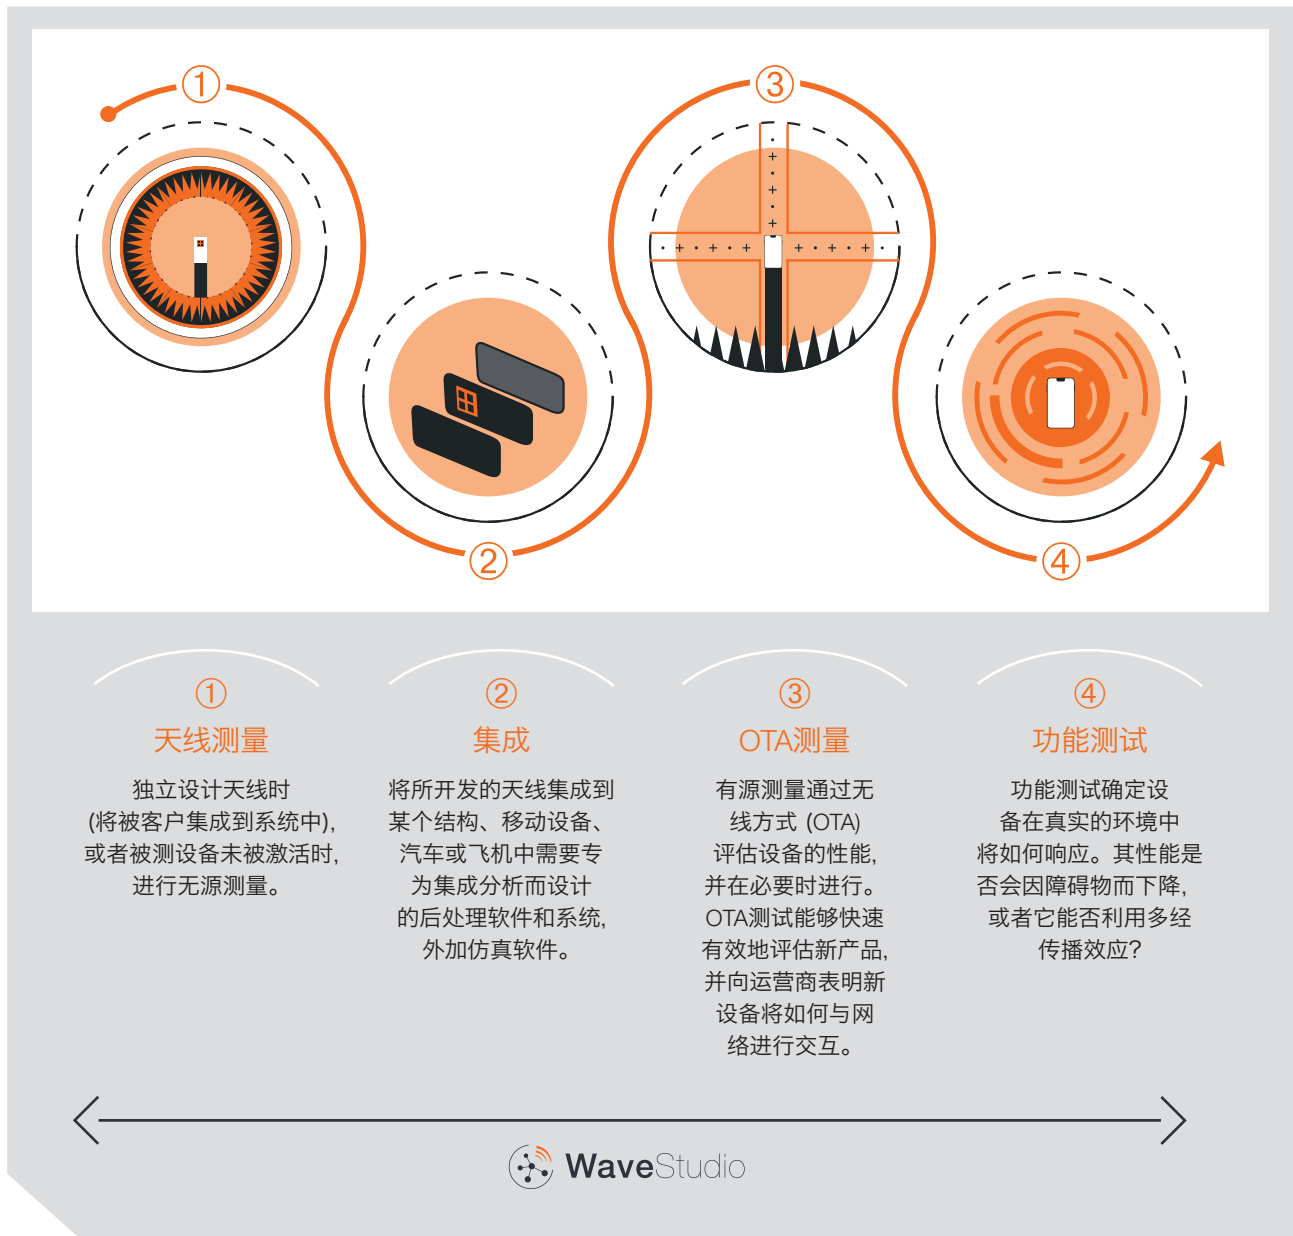 ①
③
②
④
①
天线测量
独立设计天线时
(将被客户集成到系统中),
或者被测设备未被激活时,
进行无源测量。
②
集成
将所开发的天线集成到
某个结构、移动设备、
汽车或飞机中需要专
为集成分析而设计
的后处理软件和系统,
外加仿真软件。
③
OTA测量
有源测量通过无
线方式 (OTA)
评估设备的性能,
并在必要时进行。
OTA测试能够快速
有效地评估新产品,
并向运营商表明新
设备将如何与网
络进行交互。
④
功能测试
功能测试确定设
备在真实的环境中
将如何响应。其性能是
否会因障碍物而下降,
或者它能否利用多经
传播效应?
WaveStudio